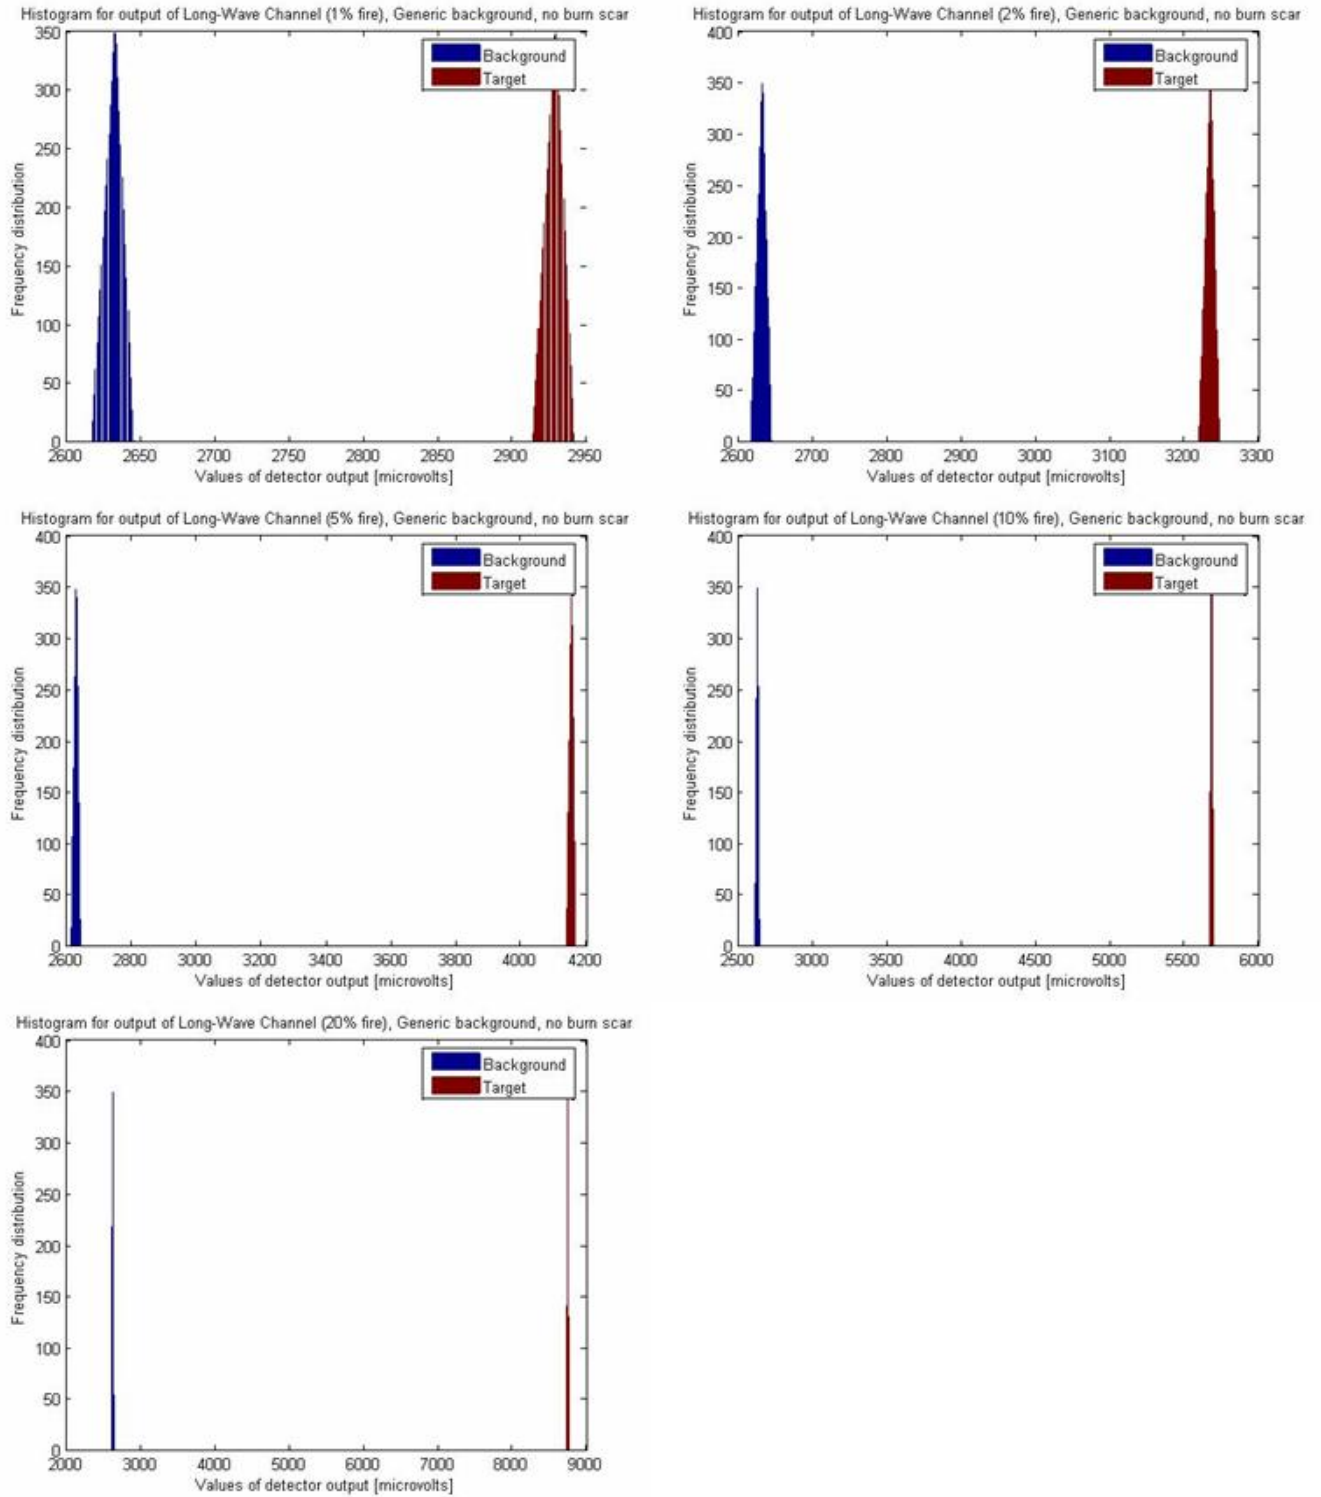 Histogram for output of Long-Wave Channel (1% fire), Generic background, no burn scar
350
300
250
200
150
100
50
0
Frequency distribution
Background
Target
2600 2650 2700 2750 2800 2850 2900 2950
Values of detector output [microvolts]
Histogram for output of Long-Wave Channel (2% fire), Generic background, no burn scar
400
350
300
250
200
150
100
50
0
Frequency distribution
Background
Target
2600 2700 2800 2900 3000 3100 3200 3300
Values of detector output [microvolts]
Histogram for output of Long-Wave Channel (5% fire), Generic background, no burn scar
400
350
300
250
200
150
100
50
0
Frequency distribution
Background
Target
2600 2800 3000 3200 3400 3600 3800 4000 4200
Values of detector output [microvolts]
Histogram for output of Long-Wave Channel (10% fire), Generic background, no burn scar
400
350
300
250
200
150
100
50
0
Frequency distribution
Background
Target
2500 3000 3500 4000 4500 5000 5500 6000
Values of detector output [microvolts]
Histogram for output of Long-Wave Channel (20% fire), Generic background, no burn scar
400
350
300
250
200
150
100
50
0
Frequency distribution
Background
Target
2000 3000 4000 5000 6000 7000 8000 9000
Values of detector output [microvolts]